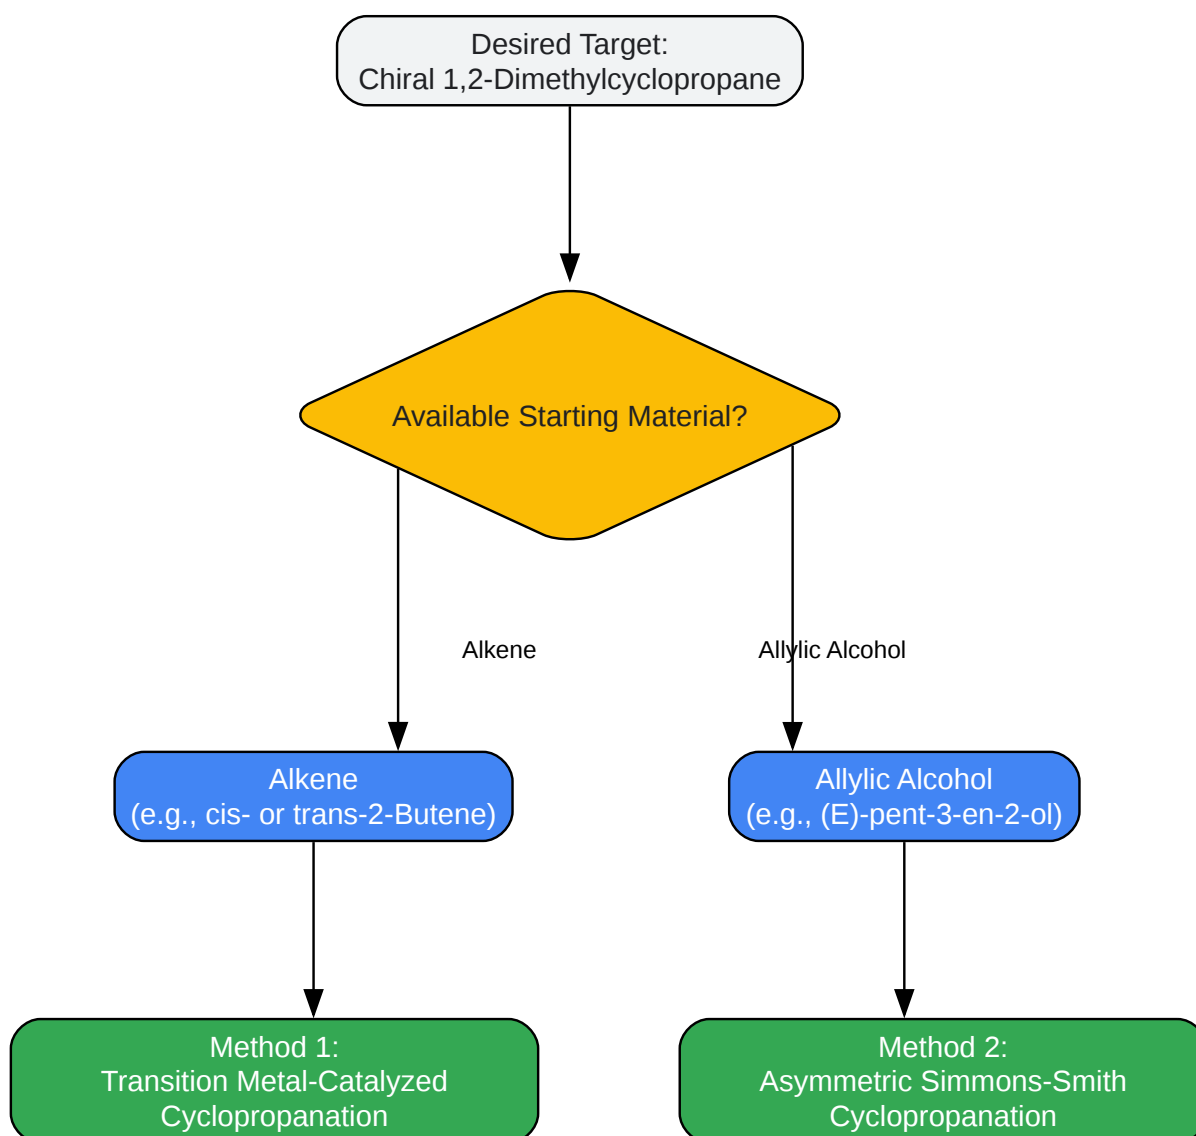 Desired Target:
Chiral 1,2-Dimethylcyclopropane
Available Starting Material?
Alkene
Allylic Alcohol
Alkene
(e.g., cis- or trans-2-Butene)
Allylic Alcohol
(e.g., (E)-pent-3-en-2-ol)
Method 1:
Transition Metal-Catalyzed
Cyclopropanation
Method 2:
Asymmetric Simmons-Smith
Cyclopropanation